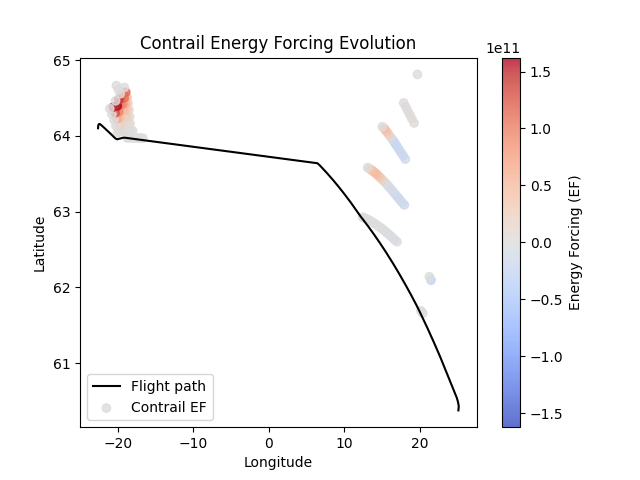 Contrail Energy Forcing Evolution
1e11
65
64
63
62
61
Latitude
−20
−10
0
10
20
Longitude
Flight path
Contrail EF
1.5
1.0
0.5
0.0
−0.5
−1.0
−1.5
Energy Forcing (EF)